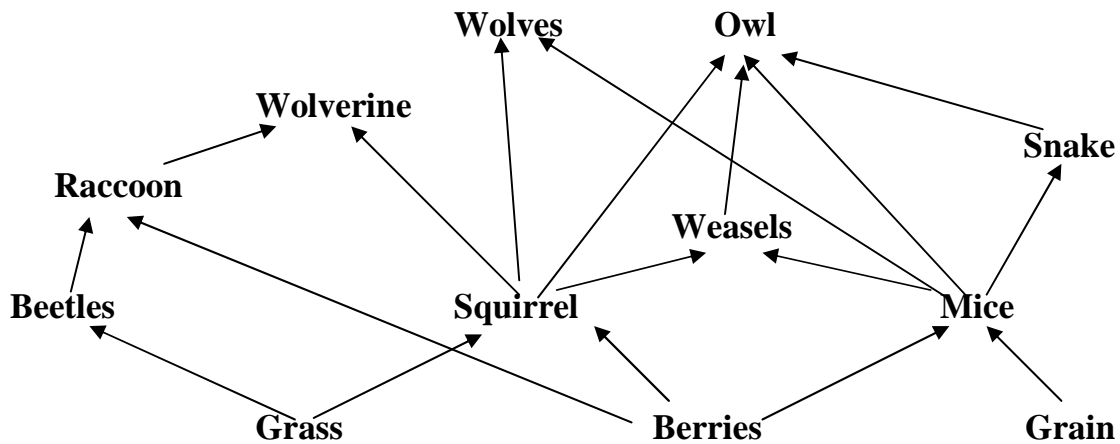 Wolves Owl
Wolverine
Snake
Raccoon
Weasels
Beetles Squirrel Mice
Grass Berries Grain